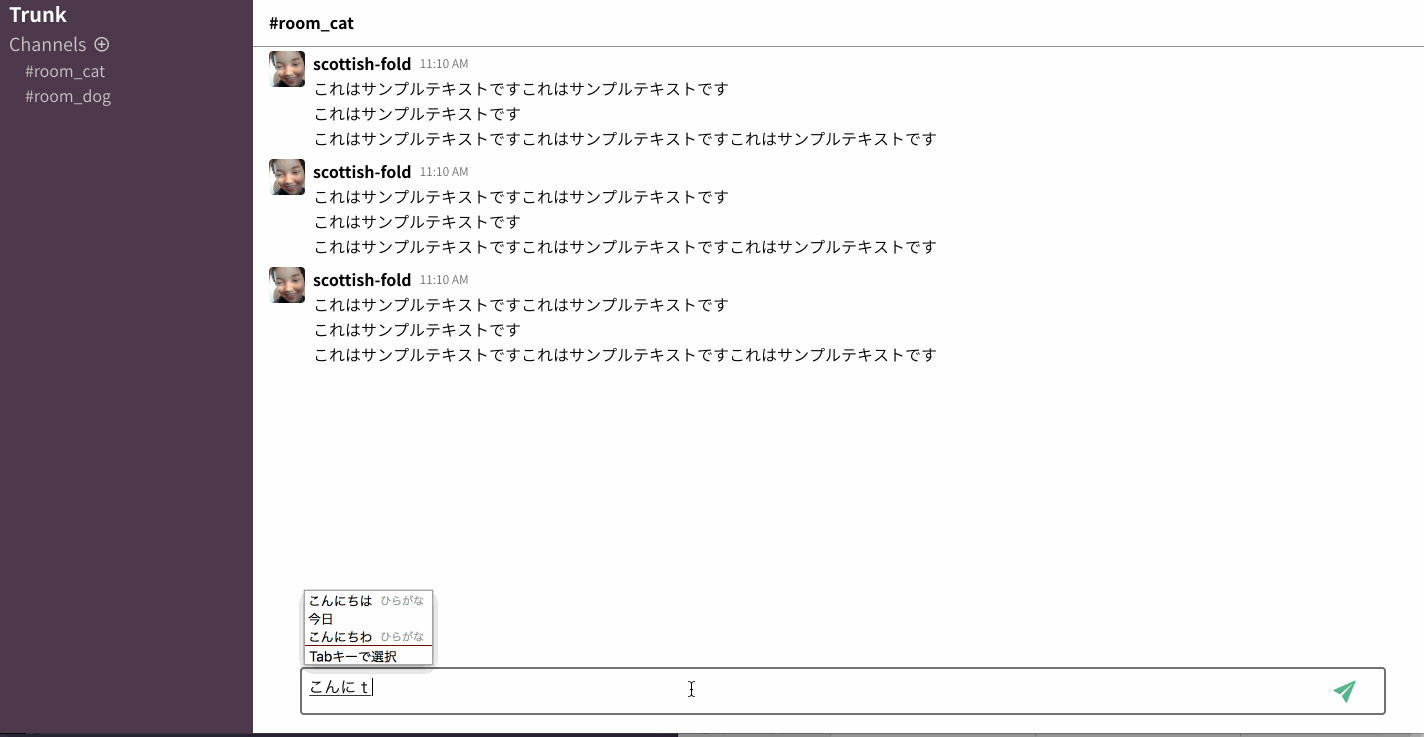 Trunk
Channels
#room_cat
#room_dog
#room_cat
scottish-fold 11:10 AM
これはサンプルテキストですこれはサンプルテキストです
これはサンプルテキストです
これはサンプルテキストですこれはサンプルテキストですこれはサンプルテキストです
scottish-fold 11:10 AM
これはサンプルテキストですこれはサンプルテキストです
これはサンプルテキストです
これはサンプルテキストですこれはサンプルテキストですこれはサンプルテキストです
scottish-fold 11:10 AM
これはサンプルテキストですこれはサンプルテキストです
これはサンプルテキストです
これはサンプルテキストですこれはサンプルテキストですこれはサンプルテキストです
こんにちは ひらがな
今日
こんにちわ ひらがな
Tabキーで選択
こんにｔ